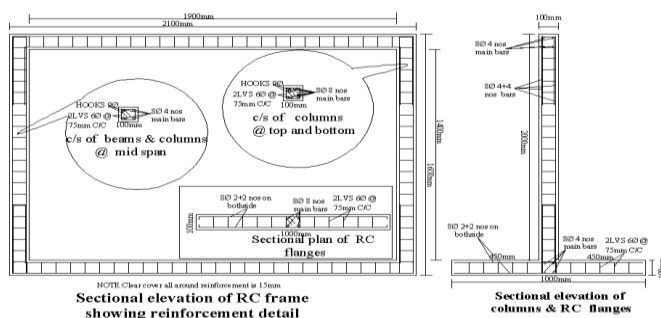 1900mm
2100mm
HOOKS 8Ø
2LVS 6Ø @
75mm C/C
8Ø 4 nos
main bars
100mm
c/s of beams & columns
@ mid span
HOOKS 8Ø
2LVS 6Ø @
75mm C/C
8Ø 8 nos
main bars
100mm
c/s of columns
@ top and bottom
1400mm
1600mm
8Ø 2+2 nos on
bothside
8Ø 8 nos
main bars
2LVS 6Ø @
75mm C/C
100mm
1000mm
Sectional plan of RC
flanges
NOTE:Clear cover all around reinforcement is 15mm
Sectional elevation of RC frame
showing reinforcement detail
100mm
8Ø 4 nos
main bars
8Ø 4+4
nos bars
2000mm
8Ø 2+2 nos on
bothside
450mm
8Ø 4 nos
main bars
2LVS 6Ø @
75mm C/C
450mm
1000mm
Sectional elevation of
columns & RC flanges